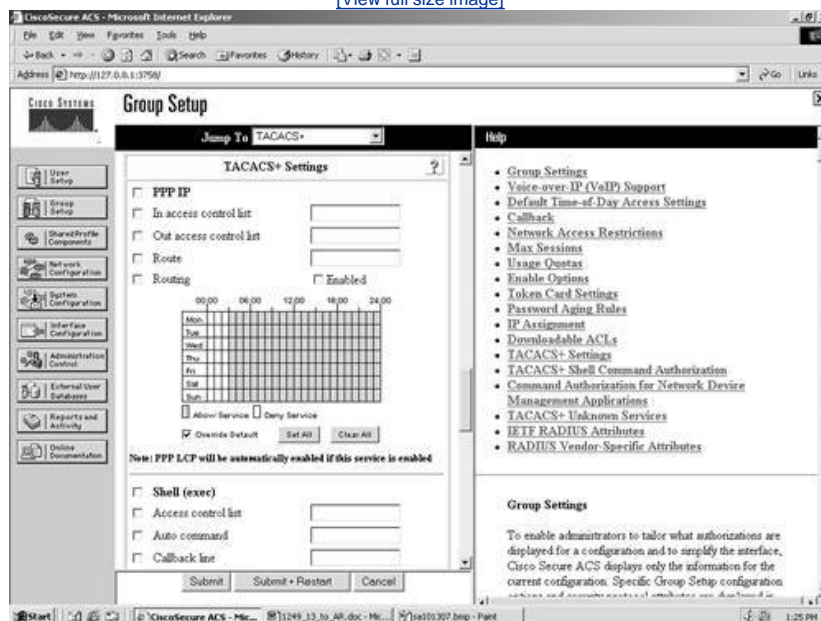 [View full size image]
CiscoSecure ACS - Microsoft Internet Explorer
File Edit View Favorites Tools Help
Back Search Favorites History
Address http://127.0.0.1:3758/ Go Links
CISCO SYSTEMS
Group Setup
Jump To TACACS+
User Setup
Group Setup
Shared Profile Components
Network Configuration
System Configuration
Interface Configuration
Administration Control
External User Databases
Reports and Activity
Online Documentation
TACACS+ Settings ?
PPP IP
In access control list
Out access control list
Route
Routing Enabled
00:00 06:00 12:00 18:00 24:00
Mon
Tue
Wed
Thu
Fri
Sat
Sun
Allow Service Deny Service
Override Default Set All Clear All
Note: PPP LCP will be automatically enabled if this service is enabled
Shell (exec)
Access control list
Auto command
Callback line
Submit Submit + Restart Cancel
Help
Group Settings
Voice-over-IP (VoIP) Support
Default Time-of-Day Access Settings
Callback
Network Access Restrictions
Max Sessions
Usage Quotas
Enable Options
Token Card Settings
Password Aging Rules
IP Assignment
Downloadable ACLs
TACACS+ Settings
TACACS+ Shell Command Authorization
Command Authorization for Network Device
Management Applications
TACACS+ Unknown Services
IETF RADIUS Attributes
RADIUS Vendor-Specific Attributes
Group Settings
To enable administrators to tailor what authorizations are
displayed for a configuration and to simplify the interface,
Cisco Secure ACS displays only the information for the
current configuration. Specific Group Setup configuration
Start CiscoSecure ACS - Mic... 1249_13_to_AR.doc - Mic... sa101307.bmp - Paint 1:25 PM